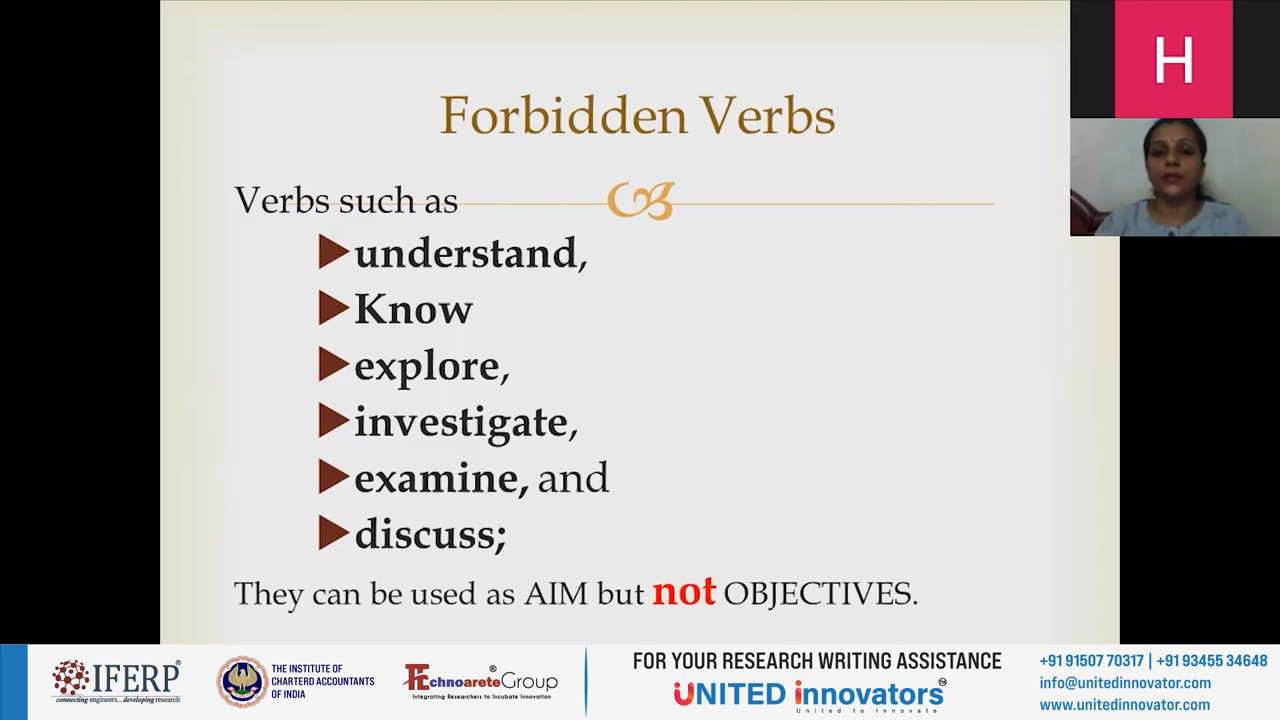 Forbidden Verbs
H
Verbs such as
understand,
Know
explore,
investigate,
examine, and
discuss;
They can be used as AIM but not OBJECTIVES.
IFERP®
connecting engineers...developing research
THE INSTITUTE OF
CHARTERED ACCOUNTANTS
OF INDIA
TEchnoareteGroup®
Integrating Researchers to Incubate Innovation
FOR YOUR RESEARCH WRITING ASSISTANCE
UNITED innovators™
United to Innovate
+91 91507 70317 | +91 93455 34648
info@unitedinnovator.com
www.unitedinnovator.com